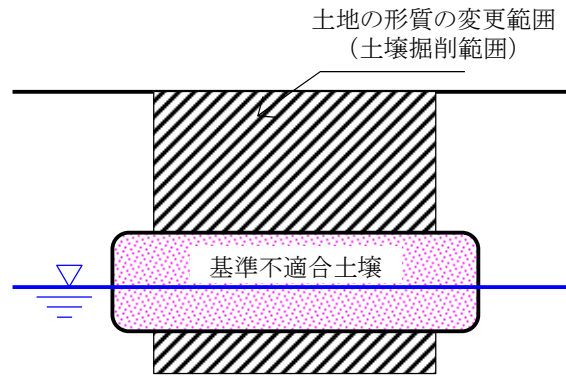 土地の形質の変更範囲
（土壌掘削範囲）
基準不適合土壌